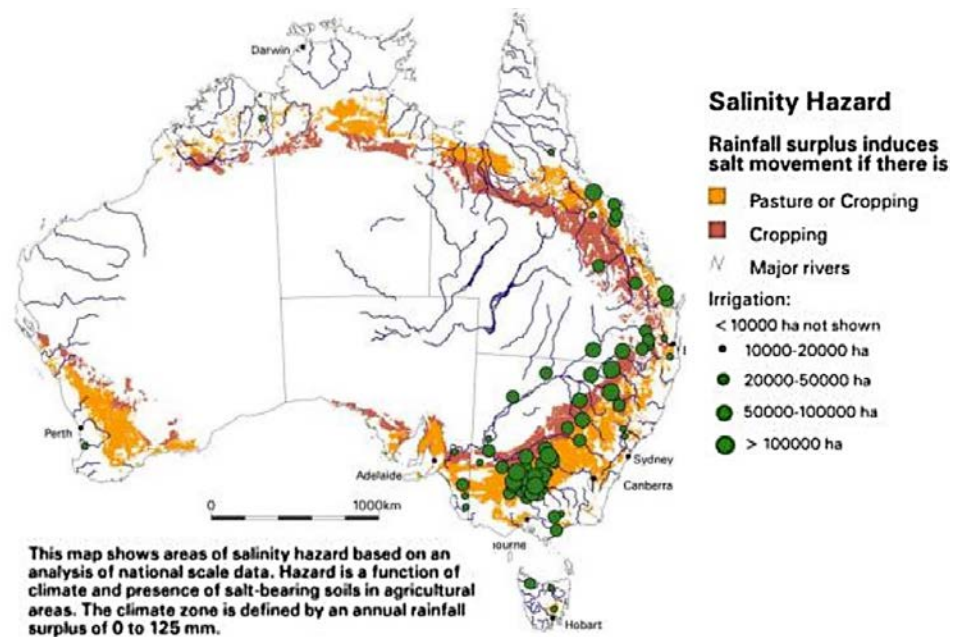 Darwin
Salinity Hazard
Rainfall surplus induces
salt movement if there is
Pasture or Cropping
Cropping
Major rivers
Irrigation:
< 10000 ha not shown
10000-20000 ha
20000-50000 ha
50000-100000 ha
> 100000 ha
Perth
Adelaide
Sydney
Canberra
0 1000km
bourne
Hobart
This map shows areas of salinity hazard based on an
analysis of national scale data. Hazard is a function of
climate and presence of salt-bearing soils in agricultural
areas. The climate zone is defined by an annual rainfall
surplus of 0 to 125 mm.